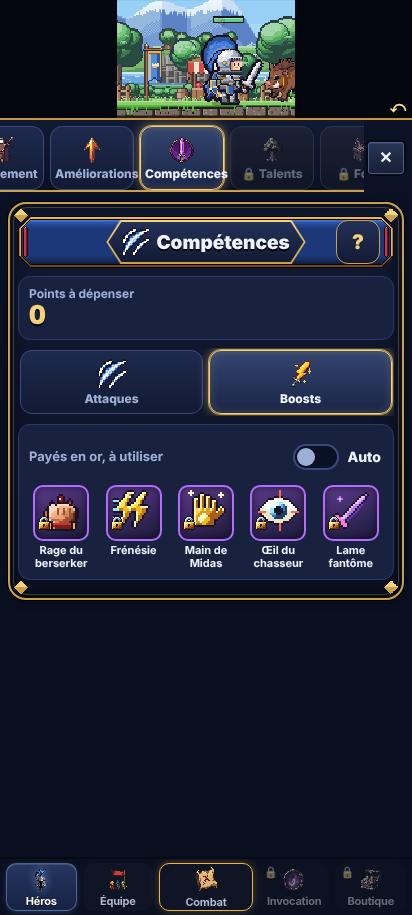 ement
Améliorations
Compétences
Talents
Fo
×
Compétences
?
Points à dépenser
0
Attaques
Boosts
Payés en or, à utiliser
Auto
Rage du
berserker
Frénésie
Main de
Midas
Œil du
chasseur
Lame
fantôme
Héros
Équipe
Combat
Invocation
Boutique